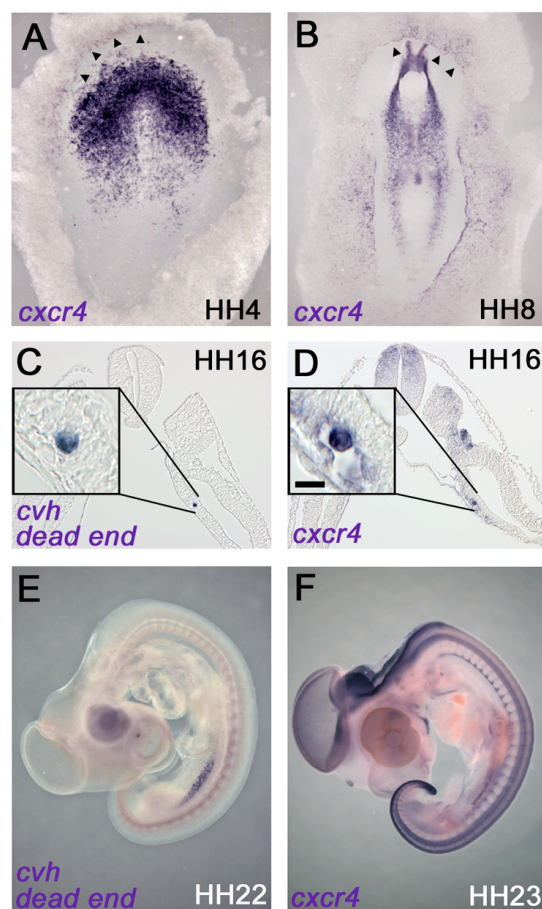 A
cxcr4 HH4
B
cxcr4 HH8
C HH16
cvh
dead end
D HH16
cxcr4
E
cvh
dead end HH22
F
cxcr4 HH23